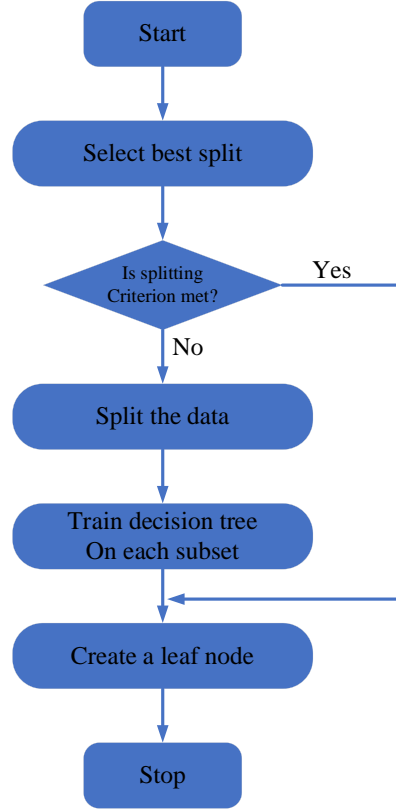 Start
Select best split
Is splitting
Criterion met?
Yes
No
Split the data
Train decision tree
On each subset
Create a leaf node
Stop